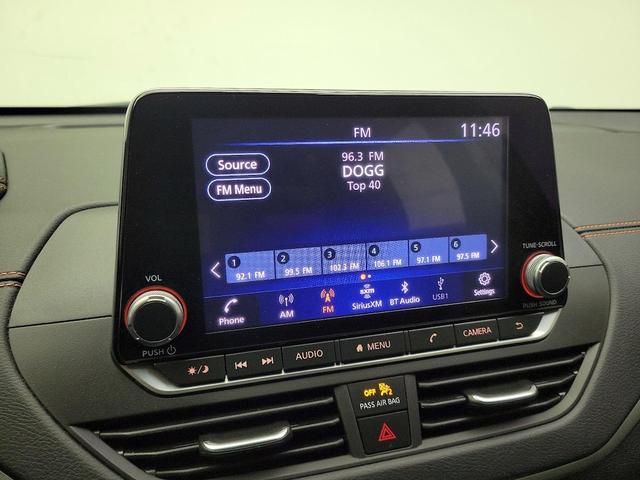 FM
11:46
Source
96.3 FM
DOGG
FM Menu
Top 40
1 2 3 4 5 6
92.1 FM 99.5 FM 102.3 FM 106.1 FM 97.1 FM 97.5 FM
Phone AM FM sxm SiriusXM BT Audio USB1 Settings
VOL
PUSH
TUNE·SCROLL
PUSH SOUND
AUDIO MENU CAMERA
OFF 2
PASS AIR BAG